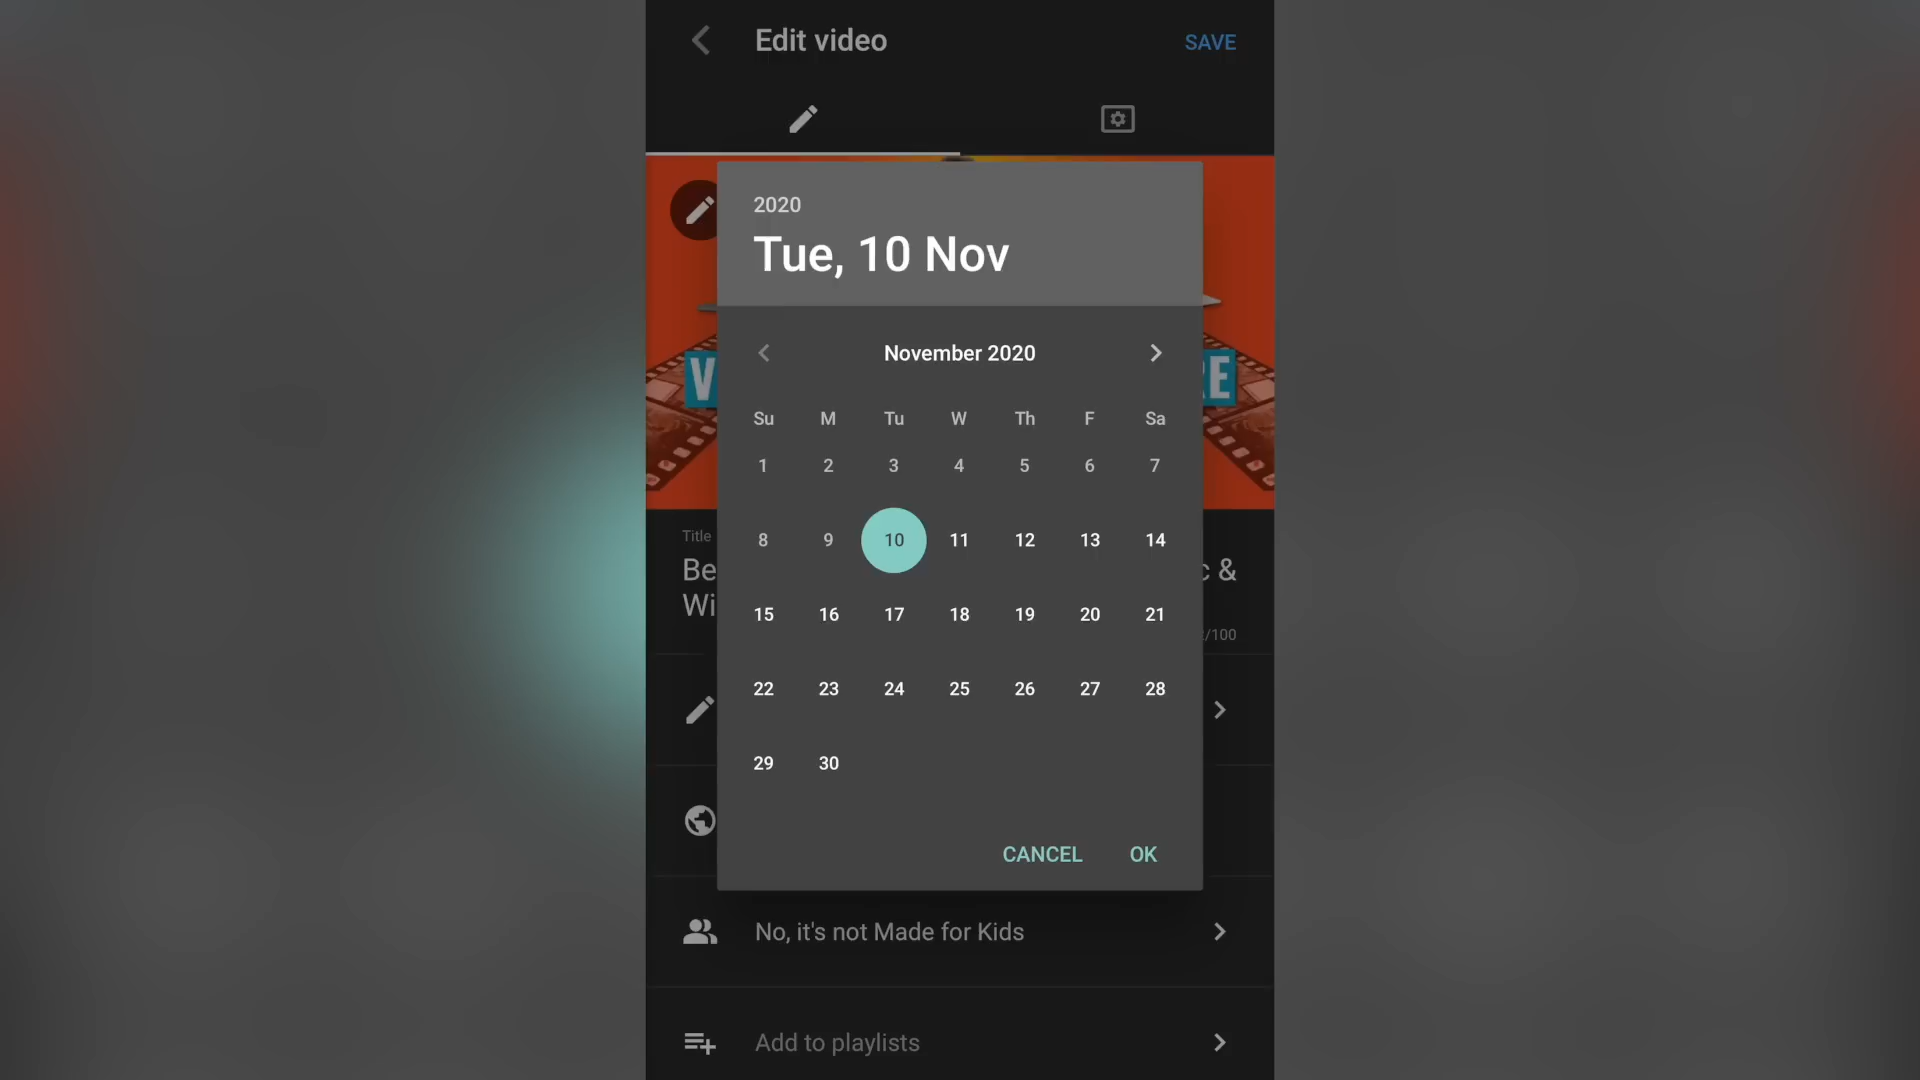 Edit video
SAVE
2020
Tue, 10 Nov
November 2020
Su M Tu W Th F Sa
1 2 3 4 5 6 7
8 9 10 11 12 13 14
15 16 17 18 19 20 21
22 23 24 25 26 27 28
29 30
CANCEL OK
Title
&
/100
No, it's not Made for Kids
Add to playlists